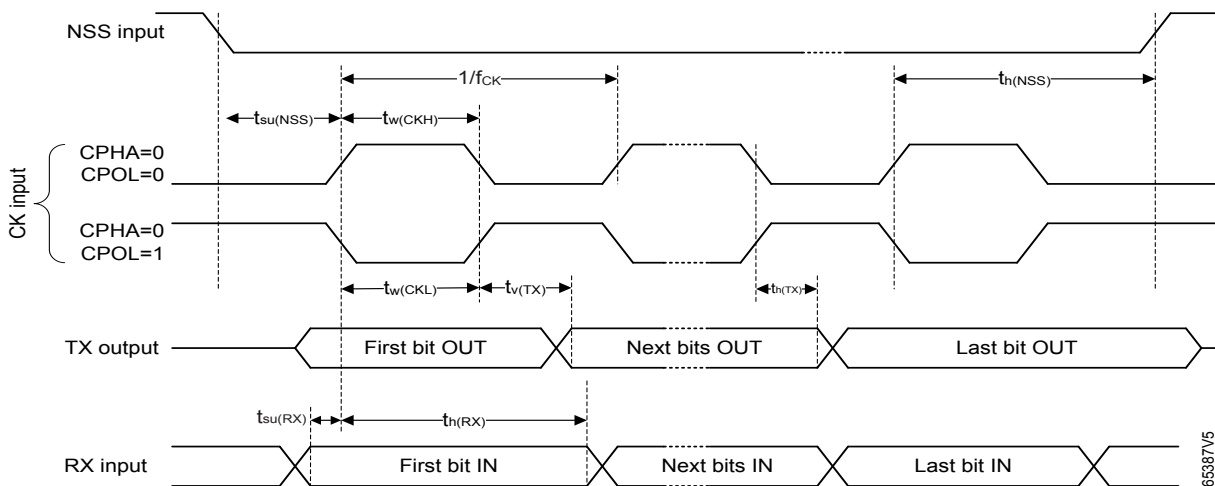 NSS input
1/fCK
th(NSS)
tsu(NSS)
tw(CKH)
CK input
CPHA=0
CPOL=0
CPHA=0
CPOL=1
tw(CKL)
tv(TX)
th(TX)
TX output
First bit OUT
Next bits OUT
Last bit OUT
tsu(RX)
th(RX)
RX input
First bit IN
Next bits IN
Last bit IN
65387V5